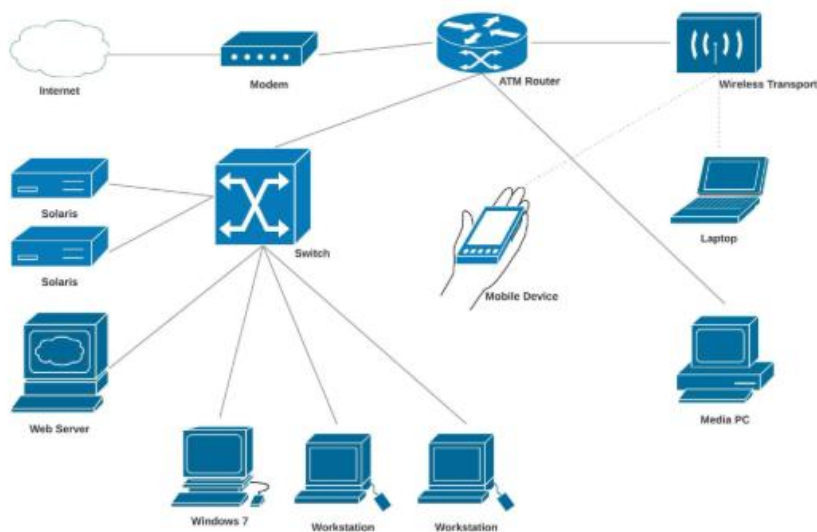 Internet
Modem
ATM Router
Wireless Transport
Solaris
Solaris
Switch
Mobile Device
Laptop
Web Server
Media PC
Windows 7
Workstation
Workstation